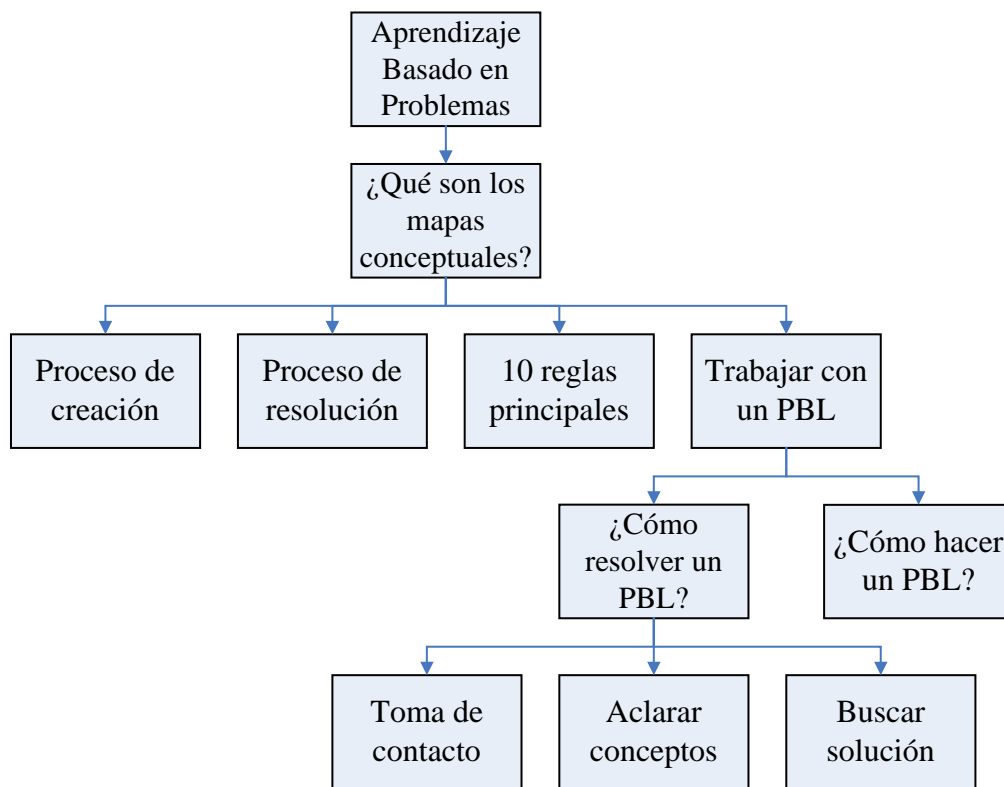 Aprendizaje
Basado en
Problemas
¿Qué son los
mapas
conceptuales?
Proceso de
creación
Proceso de
resolución
10 reglas
principales
Trabajar con
un PBL
¿Cómo
resolver un
PBL?
¿Cómo hacer
un PBL?
Toma de
contacto
Aclarar
conceptos
Buscar
solución